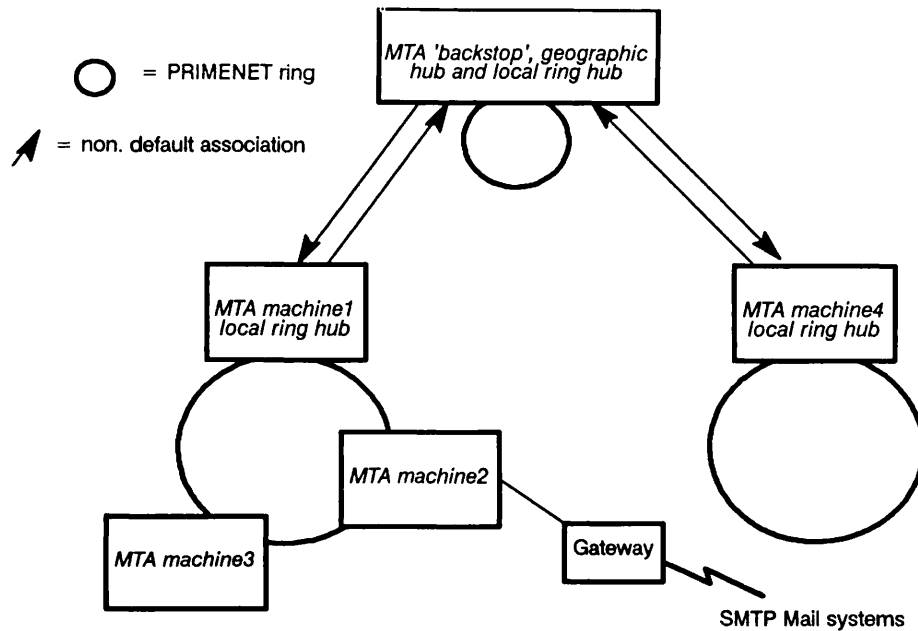 MTA 'backstop', geographic
hub and local ring hub
= PRIMENET ring
= non. default association
MTA machine1
local ring hub
MTA machine4
local ring hub
MTA machine2
MTA machine3
Gateway
SMTP Mail systems